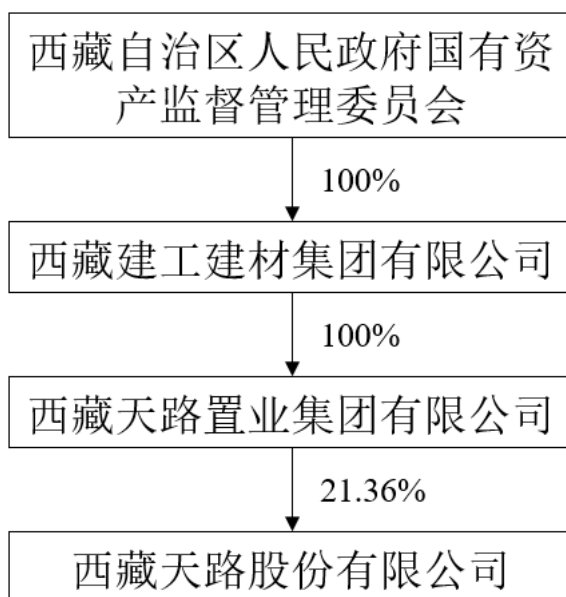 西藏自治区人民政府国有资
产监督管理委员会
100%
西藏建工建材集团有限公司
100%
西藏天路置业集团有限公司
21.36%
西藏天路股份有限公司